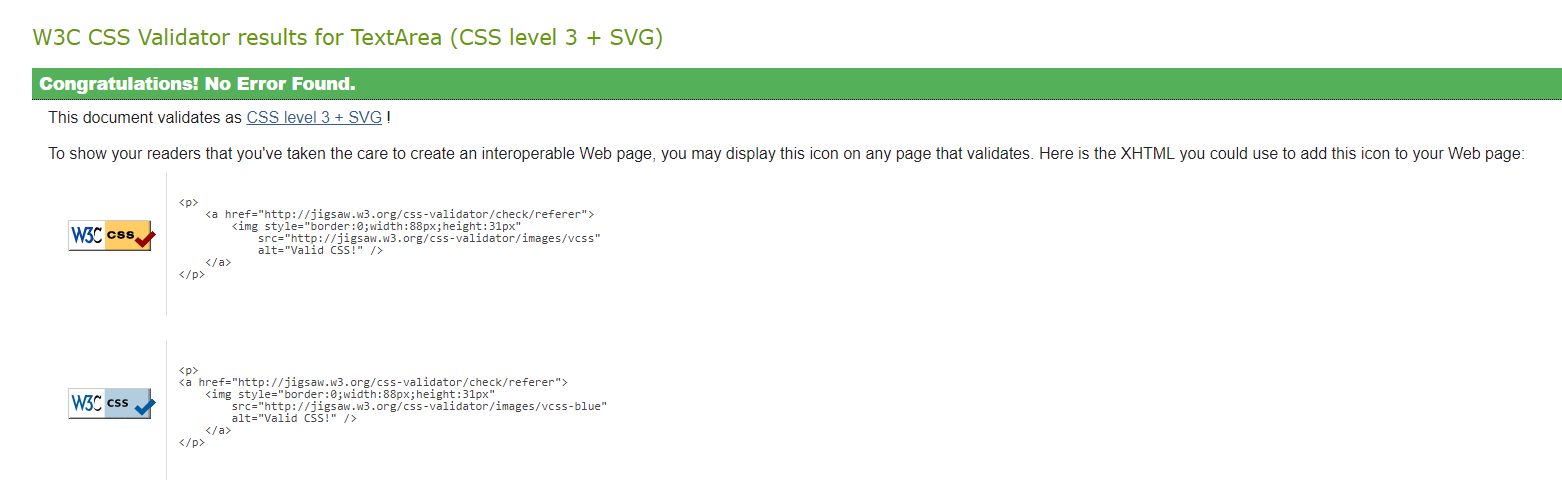 W3C CSS Validator results for TextArea (CSS level 3 + SVG)
Congratulations! No Error Found.
This document validates as CSS level 3 + SVG !
To show your readers that you've taken the care to create an interoperable Web page, you may display this icon on any page that validates. Here is the XHTML you could use to add this icon to your Web page:
W3C css
<p>
    <a href="http://jigsaw.w3.org/css-validator/check/referer">
        <img style="border:0;width:88px;height:31px"
            src="http://jigsaw.w3.org/css-validator/images/vcss"
            alt="Valid CSS!" />
    </a>
</p>
W3C css
<p>
<a href="http://jigsaw.w3.org/css-validator/check/referer">
    <img style="border:0;width:88px;height:31px"
        src="http://jigsaw.w3.org/css-validator/images/vcss-blue"
        alt="Valid CSS!" />
    </a>
</p>